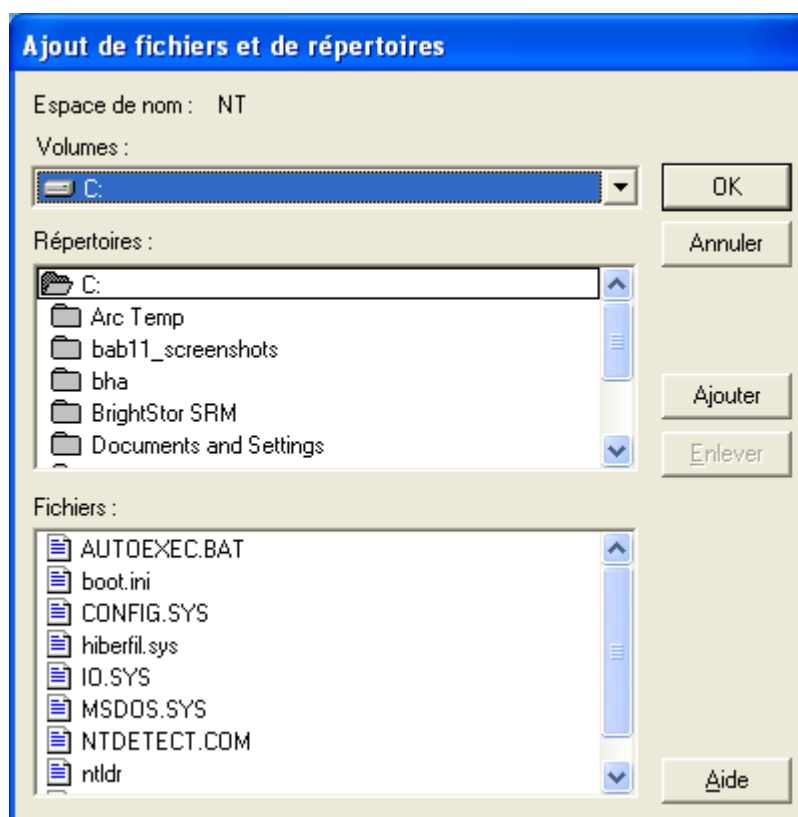 Ajout de fichiers et de répertoires
Espace de nom : NT
Volumes :
C:
OK
Répertoires :
Annuler
C:
Arc Temp
bab11_screenshots
bha
BrightStor SRM
Documents and Settings
Ajouter
Enlever
Fichiers :
AUTOEXEC.BAT
boot.ini
CONFIG.SYS
hiberfil.sys
IO.SYS
MSDOS.SYS
NTDETECT.COM
ntldr
Aide